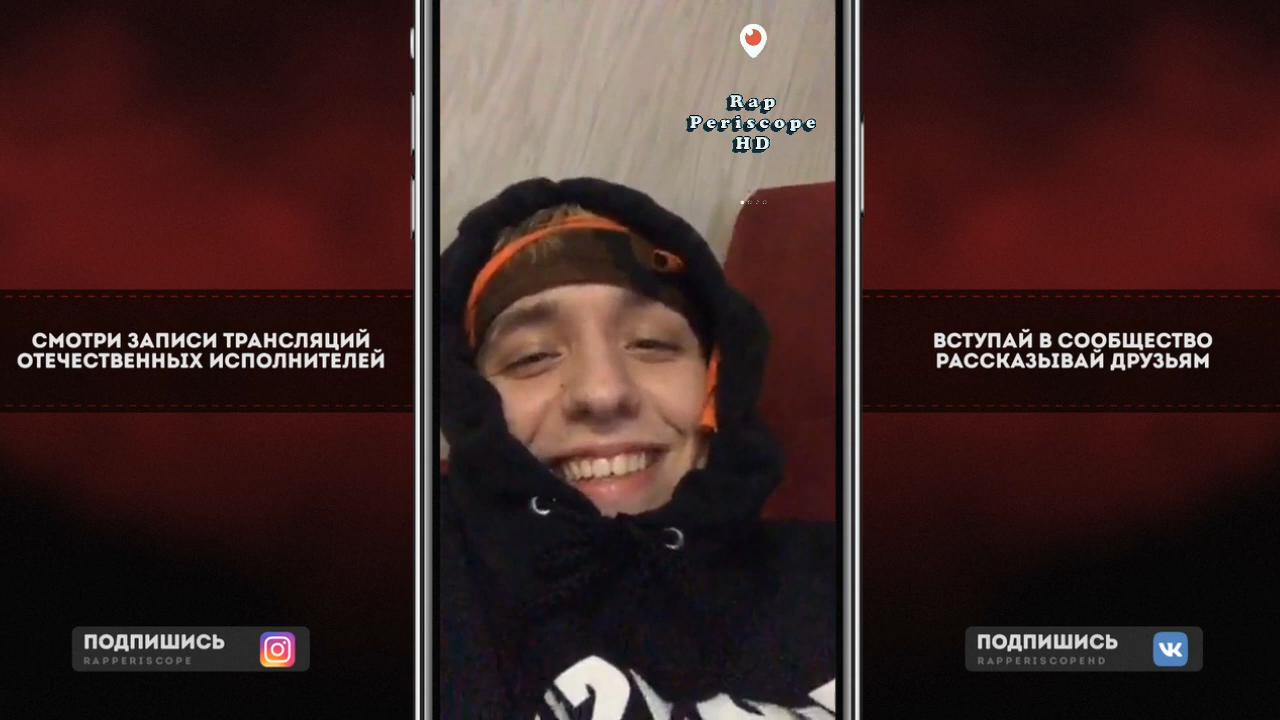 Rap
Periscope
HD
СМОТРИ ЗАПИСИ ТРАНСЛЯЦИЙ
ОТЕЧЕСТВЕННЫХ ИСПОЛНИТЕЛЕЙ
ВСТУПАЙ В СООБЩЕСТВО
РАССКАЗЫВАЙ ДРУЗЬЯМ
ПОДПИШИСЬ
RAPPERISCOPE
ПОДПИШИСЬ
RAPPERISCOPEHD